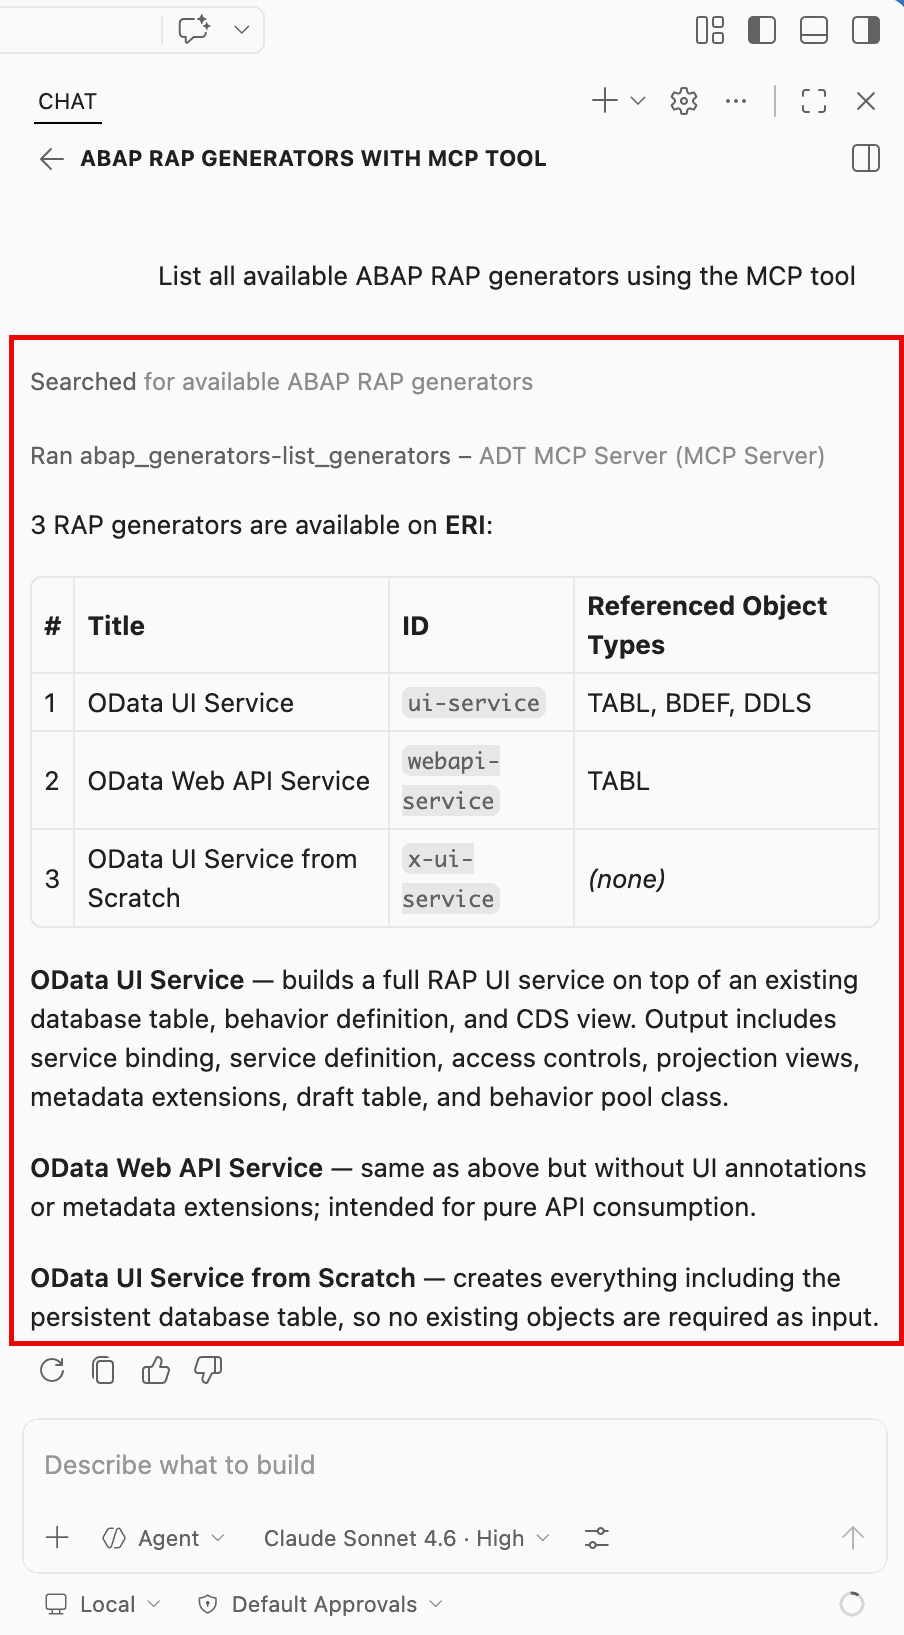 CHAT
ABAP RAP GENERATORS WITH MCP TOOL
List all available ABAP RAP generators using the MCP tool
Searched for available ABAP RAP generators
Ran abap_generators-list_generators – ADT MCP Server (MCP Server)
3 RAP generators are available on ERI:
# Title ID Referenced Object
Types
1 OData UI Service ui-service TABL, BDEF, DDLS
2 OData Web API Service webapi-
service TABL
3 OData UI Service from
Scratch x-ui-
service (none)
OData UI Service — builds a full RAP UI service on top of an existing
database table, behavior definition, and CDS view. Output includes
service binding, service definition, access controls, projection views,
metadata extensions, draft table, and behavior pool class.
OData Web API Service — same as above but without UI annotations
or metadata extensions; intended for pure API consumption.
OData UI Service from Scratch — creates everything including the
persistent database table, so no existing objects are required as input.
Describe what to build
Agent Claude Sonnet 4.6 · High
Local Default Approvals